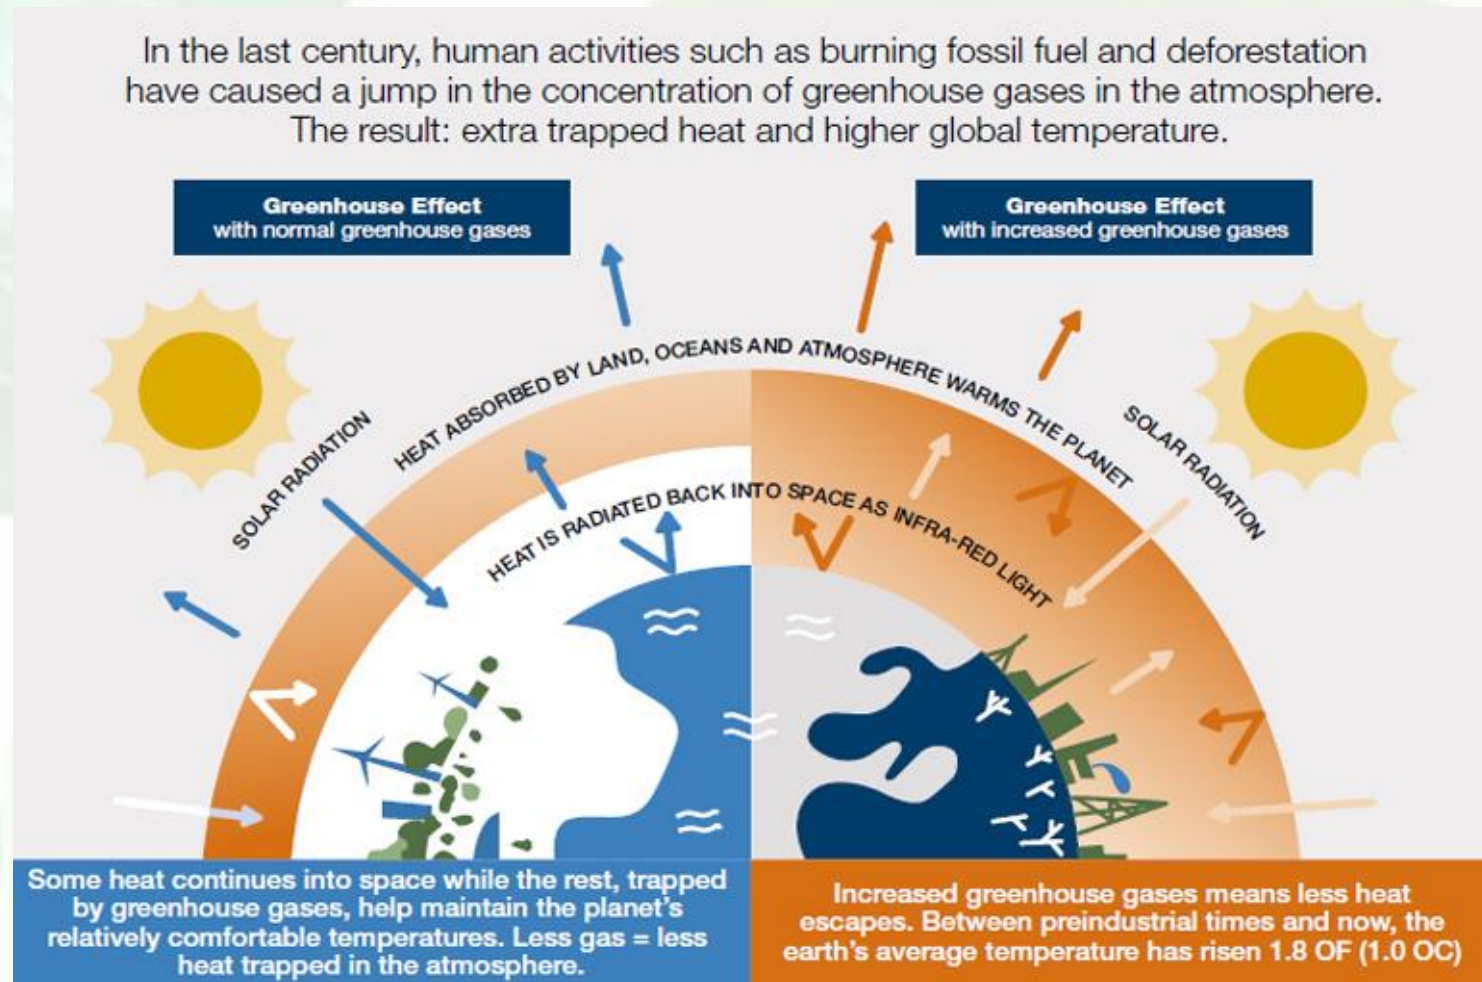 In the last century, human activities such as burning fossil fuel and deforestation
have caused a jump in the concentration of greenhouse gases in the atmosphere.
The result: extra trapped heat and higher global temperature.
Greenhouse Effect
with normal greenhouse gases
Greenhouse Effect
with increased greenhouse gases
SOLAR RADIATION
HEAT ABSORBED BY LAND, OCEANS AND ATMOSPHERE WARMS THE PLANET
SOLAR RADIATION
HEAT IS RADIATED BACK INTO SPACE AS INFRA-RED LIGHT
Some heat continues into space while the rest, trapped
by greenhouse gases, help maintain the planet's
relatively comfortable temperatures. Less gas = less
heat trapped in the atmosphere.
Increased greenhouse gases means less heat
escapes. Between preindustrial times and now, the
earth's average temperature has risen 1.8 OF (1.0 OC)